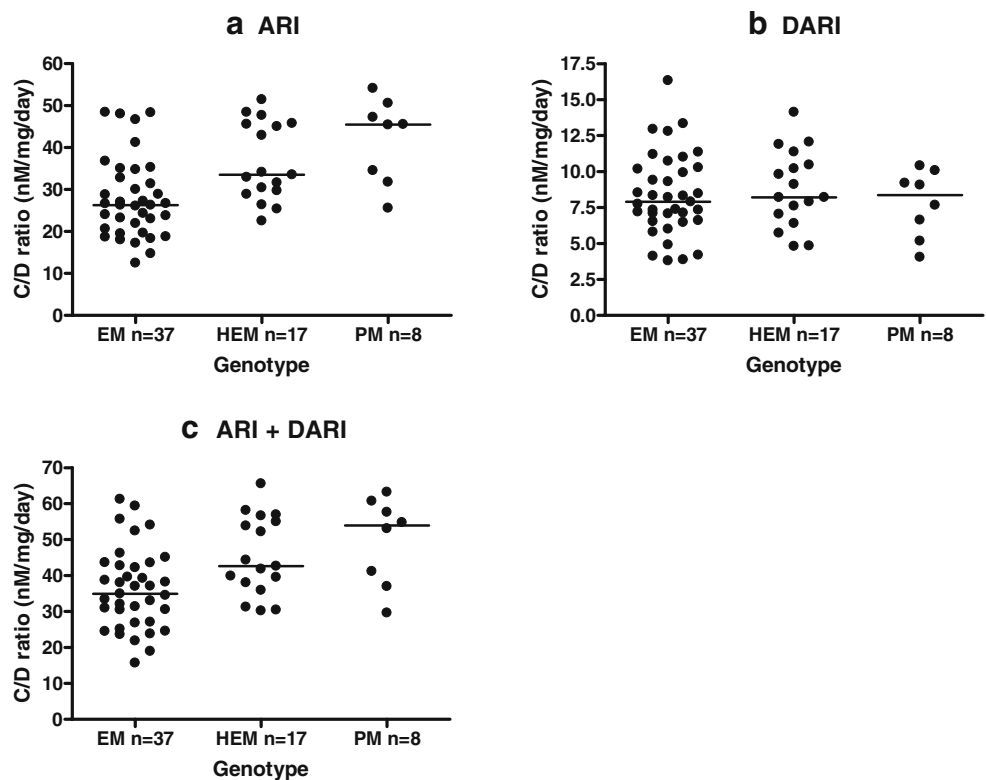 a ARI
C/D ratio (nM/mg/day)
60
50
40
30
20
10
0
EM n=37 HEM n=17 PM n=8
Genotype
b DARI
C/D ratio (nM/mg/day)
17.5
15.0
12.5
10.0
7.5
5.0
2.5
0.0
EM n=37 HEM n=17 PM n=8
Genotype
c ARI + DARI
C/D ratio (nM/mg/day)
70
60
50
40
30
20
10
0
EM n=37 HEM n=17 PM n=8
Genotype